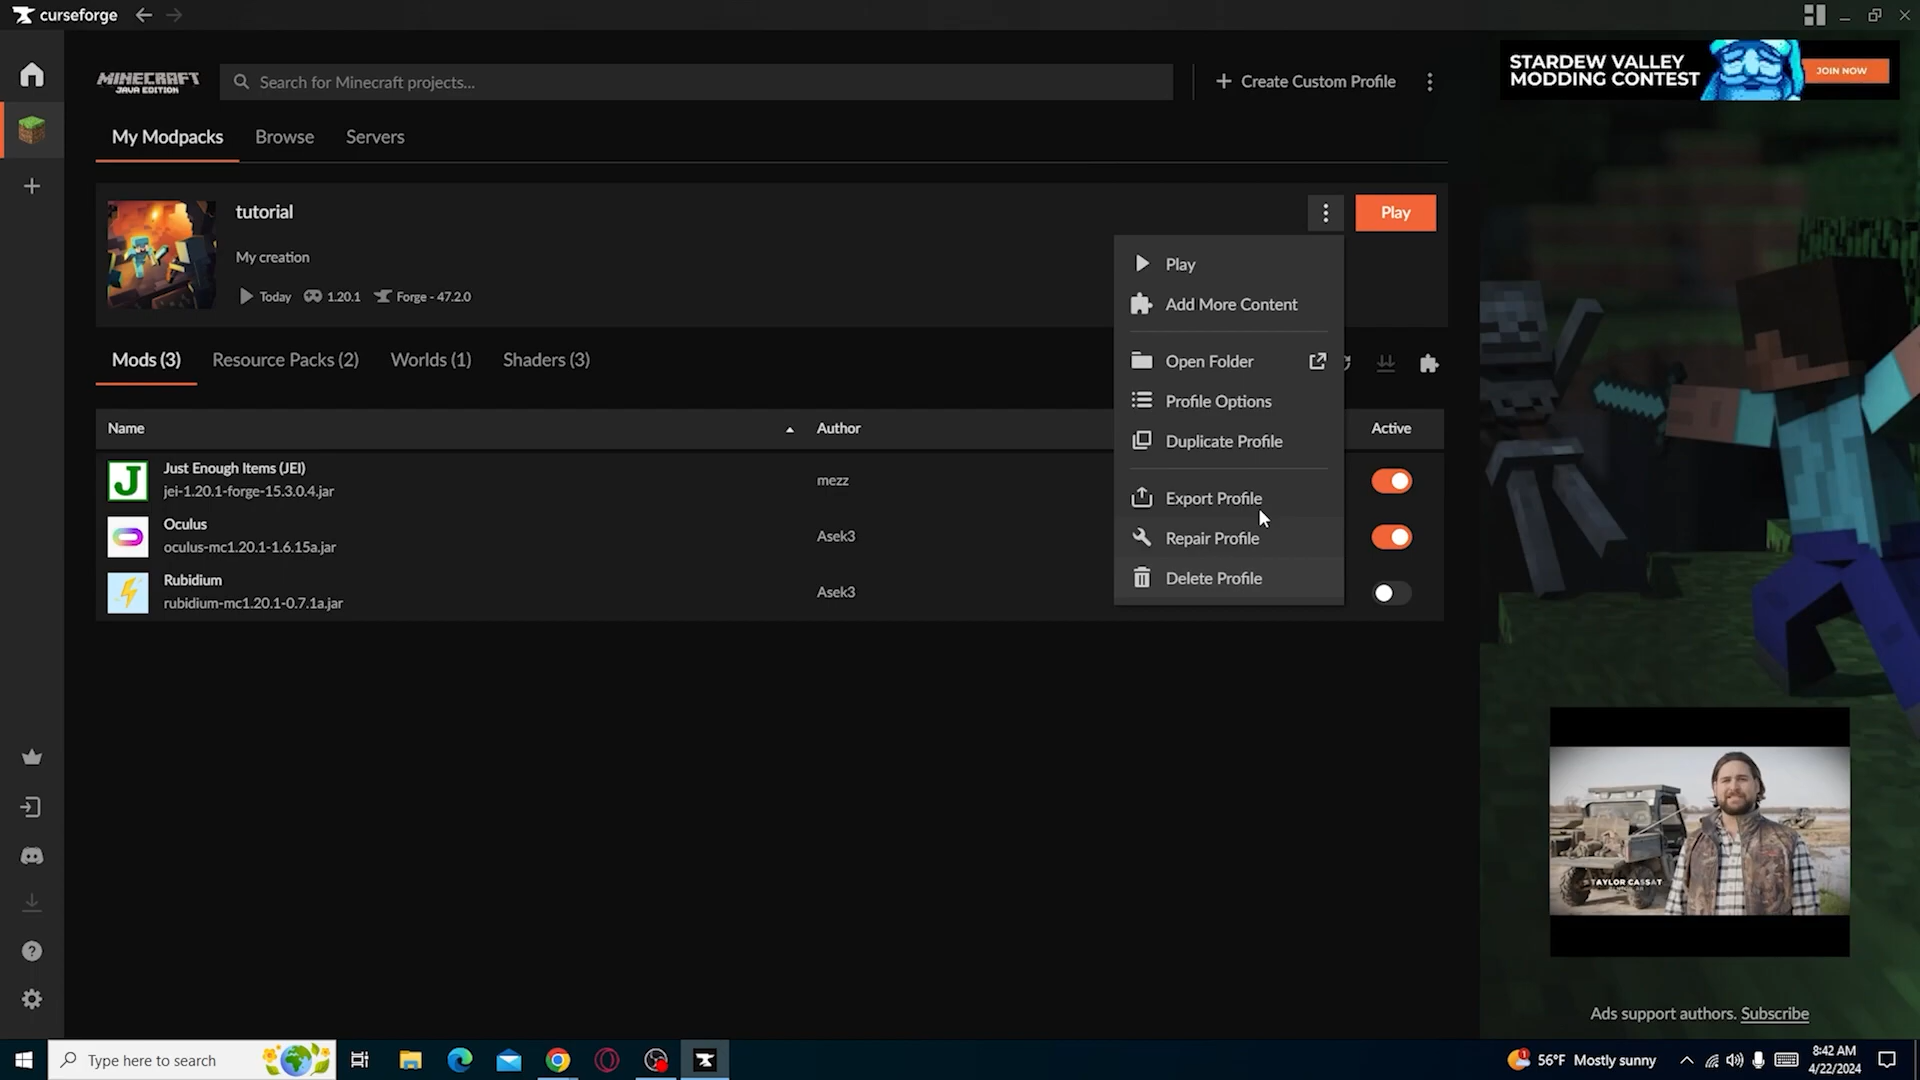 curseforge
STARDEW VALLEY
MODDING CONTEST
JOIN NOW
MINECRAFT
JAVA EDITION
Search for Minecraft projects...
Create Custom Profile
My Modpacks
Browse
Servers
tutorial
My creation
Today
1.20.1
Forge - 47.2.0
Play
Play
Add More Content
Open Folder
Profile Options
Duplicate Profile
Export Profile
Repair Profile
Delete Profile
Mods (3)
Resource Packs (2)
Worlds (1)
Shaders (3)
Name
Author
Active
J
Just Enough Items (JEI)
jei-1.20.1-forge-15.3.0.4.jar
mezz
Oculus
oculus-mc1.20.1-1.6.15a.jar
Asek3
Rubidium
rubidium-mc1.20.1-0.7.1a.jar
Asek3
TAYLOR CASSAT
Ads support authors. Subscribe
Type here to search
1
56°F Mostly sunny
8:42 AM
4/22/2024